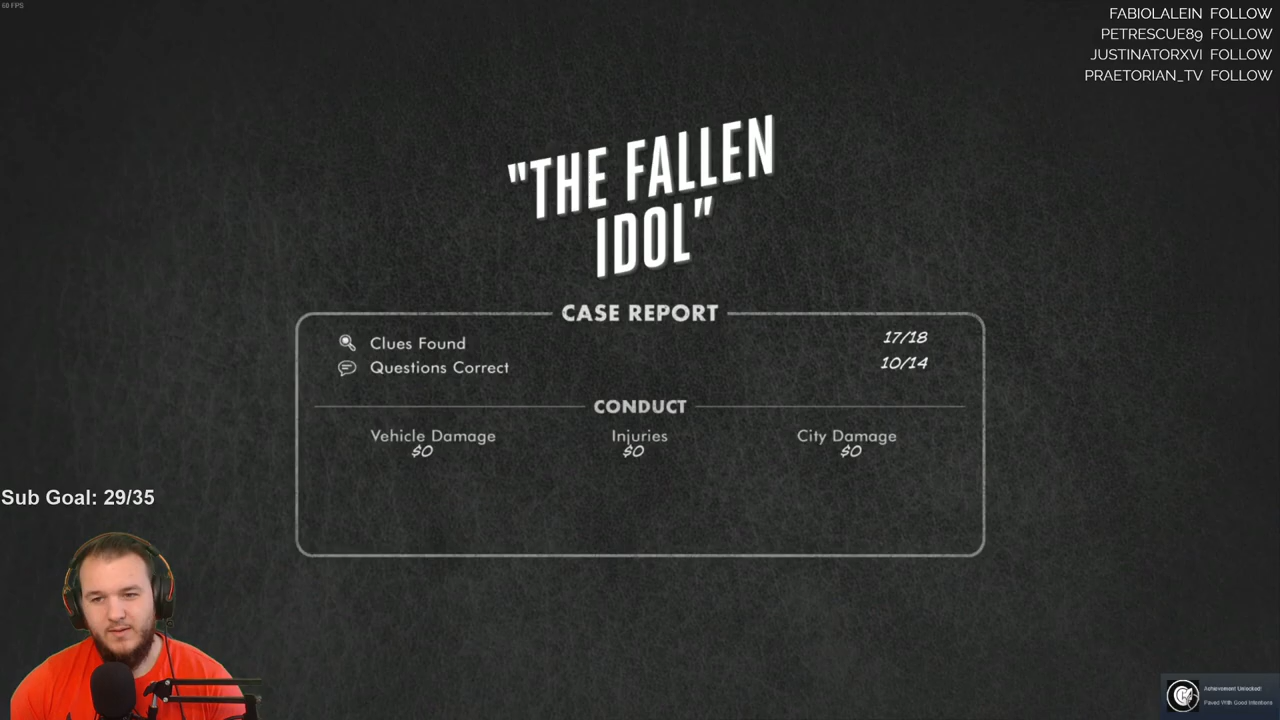 60 FPS
FABIOLALEIN FOLLOW
PETRESCUE89 FOLLOW
JUSTINATORXVI FOLLOW
PRAETORIAN_TV FOLLOW
"THE FALLEN
IDOL"
CASE REPORT
Clues Found 17/18
Questions Correct 10/14
CONDUCT
Vehicle Damage Injuries City Damage
$0 $0 $0
Sub Goal: 29/35
Achievement Unlocked:
Paved With Good Intentions